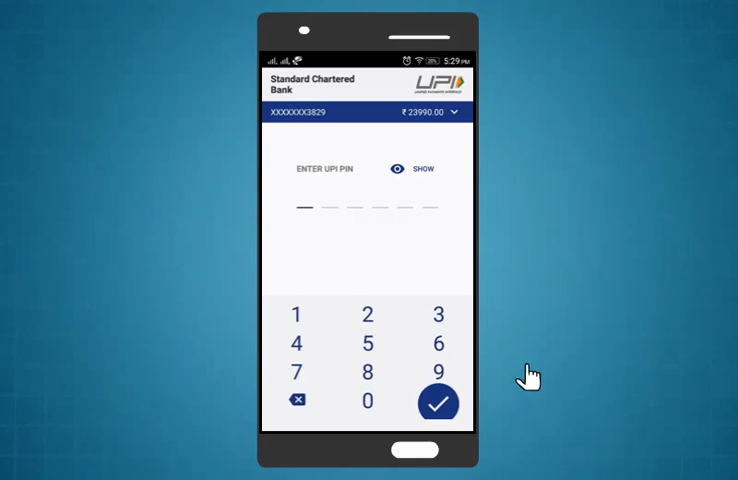 5:29 PM
Standard Chartered
Bank
UPI
UNIFIED PAYMENTS INTERFACE
XXXXXXX3829 ₹ 23990.00
ENTER UPI PIN SHOW
1 2 3
4 5 6
7 8 9
0